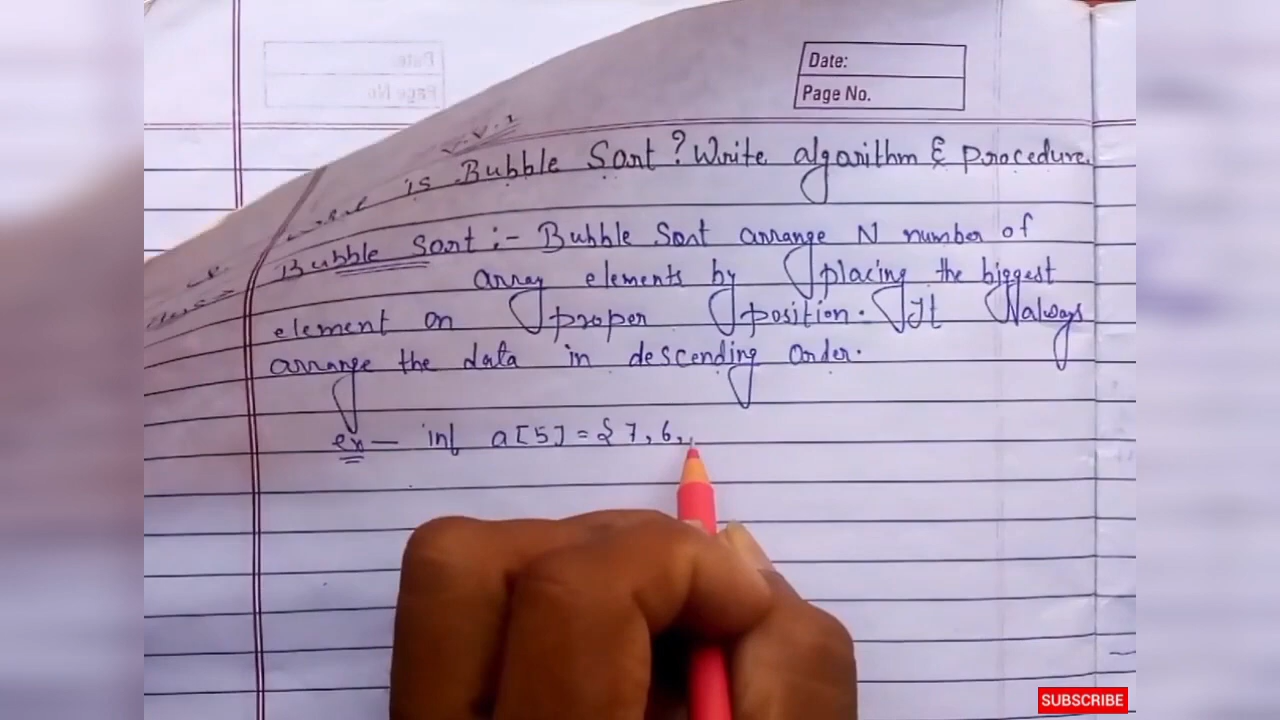 Date:
Page No.
V.V.I
is Bubble Sort ? Write algorithm & procedure.
Bubble Sort :- Bubble Sort arrange N number of
array elements by placing the biggest
element on proper position. It always
arrange the data in descending order.
ex — int a[5] = { 7, 6,
SUBSCRIBE